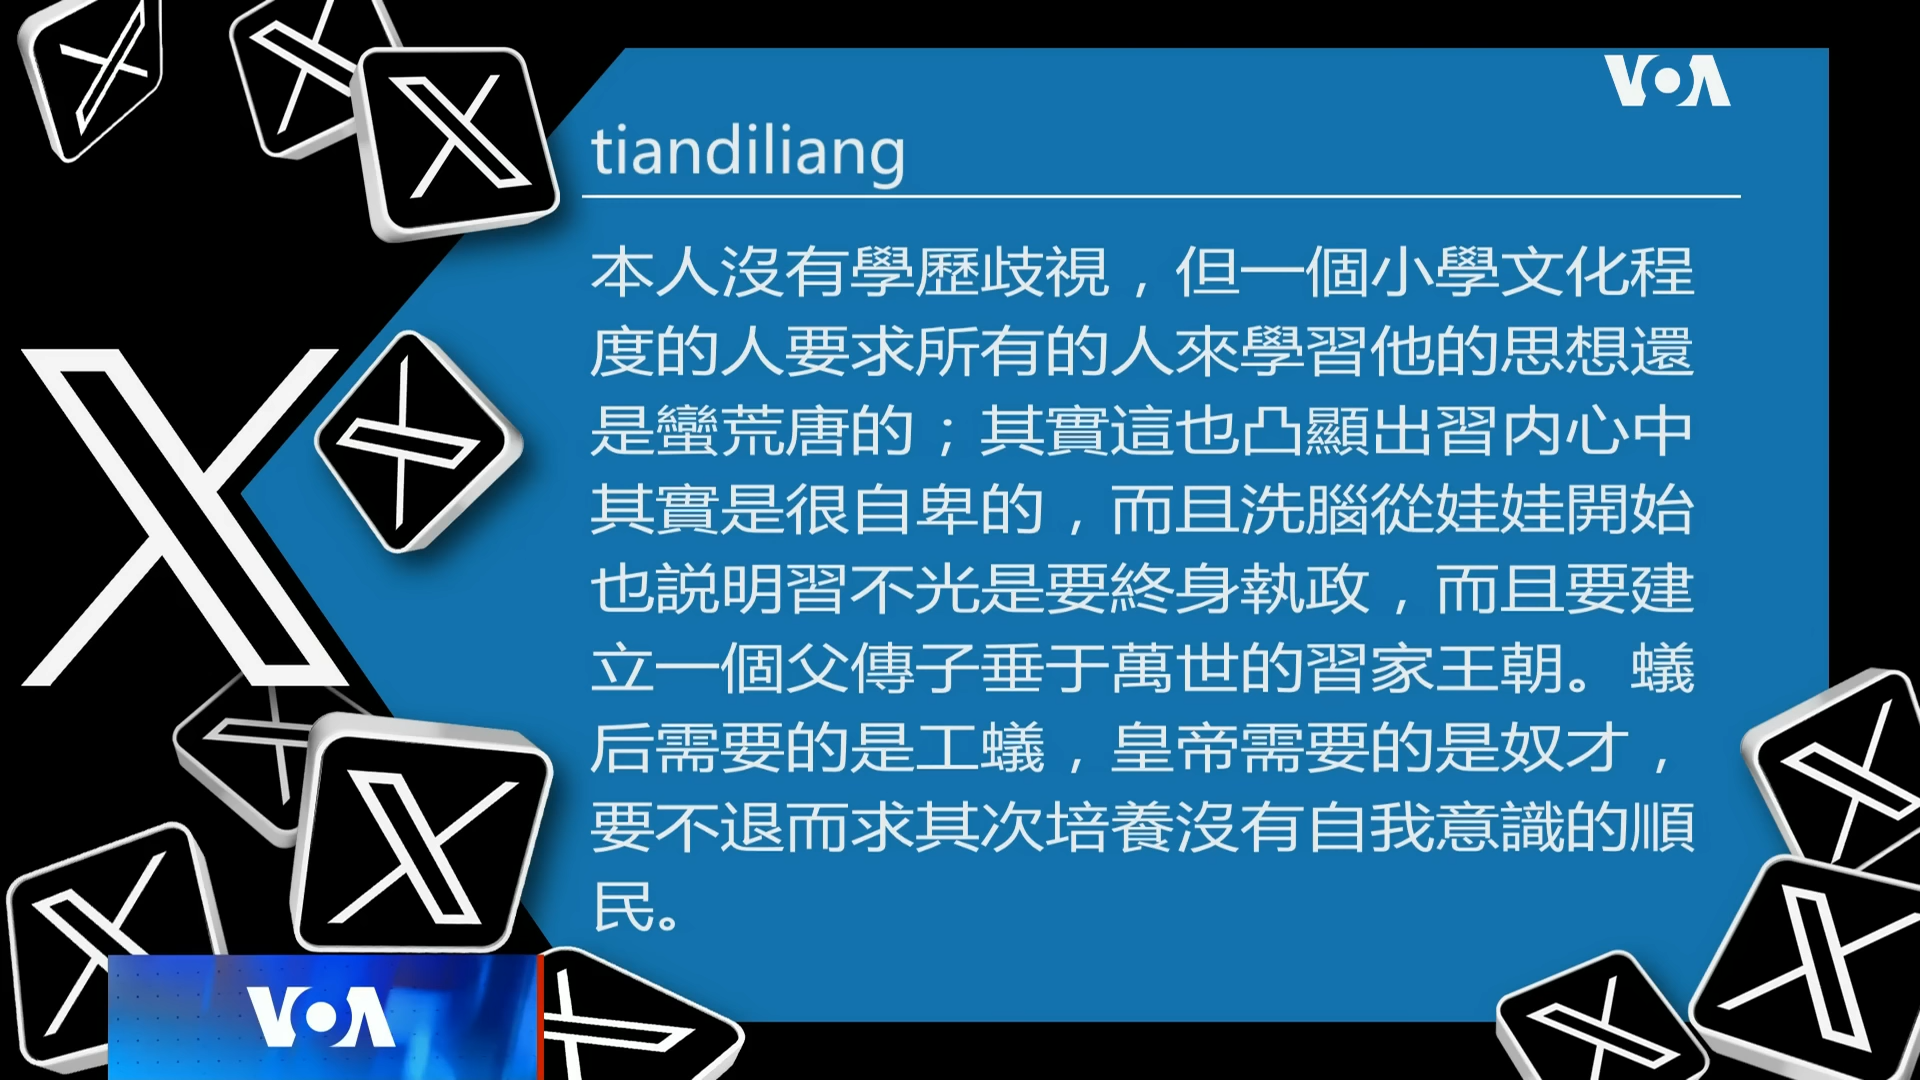 VOA
tiandiliang
本人沒有學歷歧視，但一個小學文化程
度的人要求所有的人來學習他的思想還
是蠻荒唐的；其實這也凸顯出習内心中
其實是很自卑的，而且洗腦從娃娃開始
也説明習不光是要終身執政，而且要建
立一個父傳子垂于萬世的習家王朝。蟻
后需要的是工蟻，皇帝需要的是奴才，
要不退而求其次培養沒有自我意識的順
民。
VOA